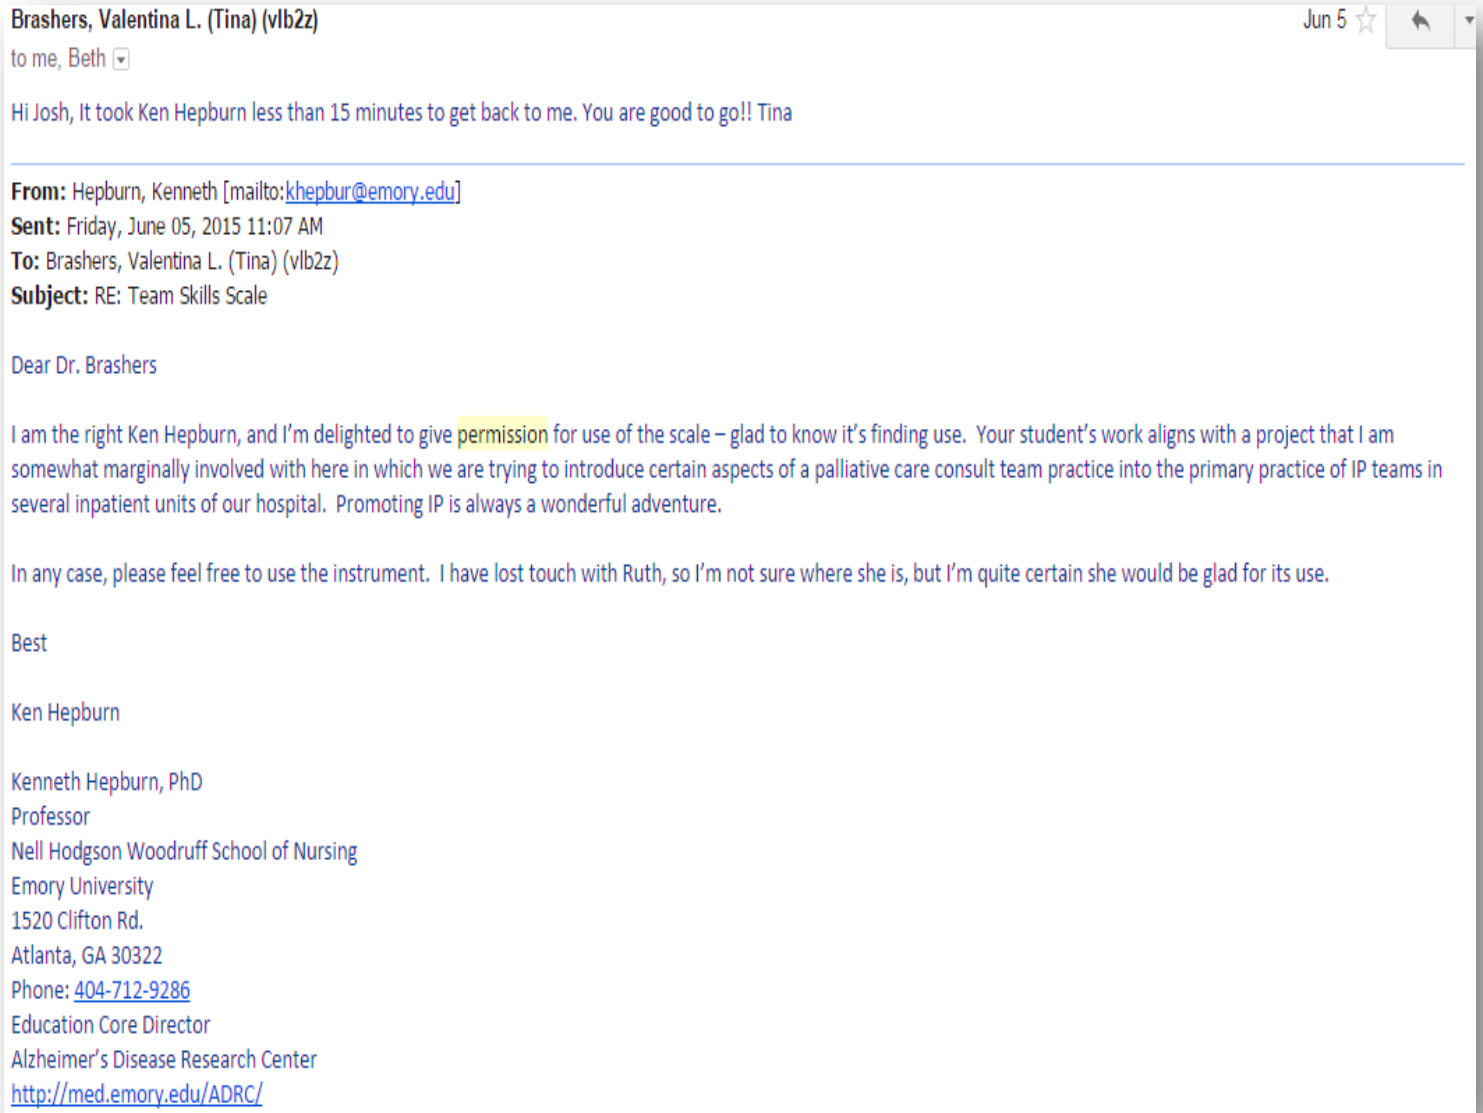 Brashers, Valentina L. (Tina) (vlb2z) Jun 5
to me, Beth
Hi Josh, It took Ken Hepburn less than 15 minutes to get back to me. You are good to go!! Tina
From: Hepburn, Kenneth [mailto:khepbur@emory.edu]
Sent: Friday, June 05, 2015 11:07 AM
To: Brashers, Valentina L. (Tina) (vlb2z)
Subject: RE: Team Skills Scale
Dear Dr. Brashers
I am the right Ken Hepburn, and I’m delighted to give permission for use of the scale – glad to know it’s finding use.  Your student’s work aligns with a project that I am
somewhat marginally involved with here in which we are trying to introduce certain aspects of a palliative care consult team practice into the primary practice of IP teams in
several inpatient units of our hospital.  Promoting IP is always a wonderful adventure.
In any case, please feel free to use the instrument.  I have lost touch with Ruth, so I’m not sure where she is, but I’m quite certain she would be glad for its use.
Best
Ken Hepburn
Kenneth Hepburn, PhD
Professor
Nell Hodgson Woodruff School of Nursing
Emory University
1520 Clifton Rd.
Atlanta, GA 30322
Phone: 404-712-9286
Education Core Director
Alzheimer’s Disease Research Center
http://med.emory.edu/ADRC/